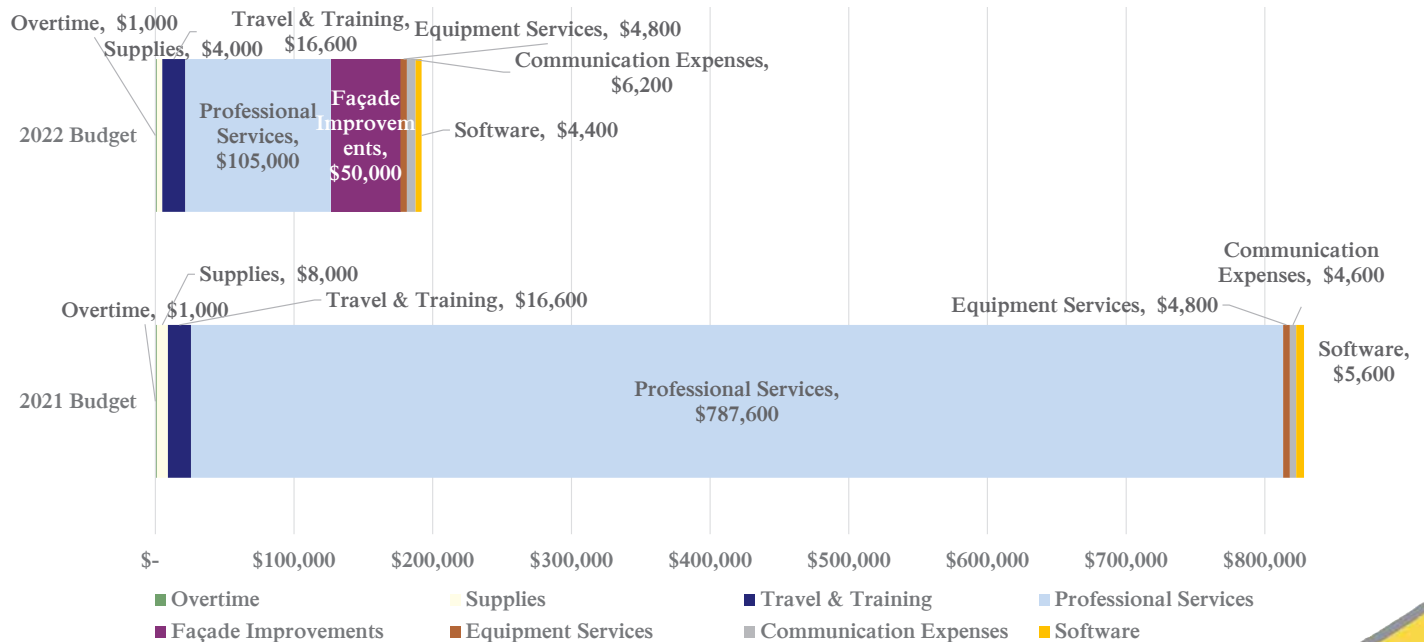 Overtime, $1,000
Supplies, $4,000
Travel & Training,
$16,600
Equipment Services, $4,800
Communication Expenses,
$6,200
2022 Budget
Professional
Services,
$105,000
Façade
Improvem
ents,
$50,000
Software, $4,400
Overtime, $1,000
Supplies, $8,000
Travel & Training, $16,600
Communication
Expenses, $4,600
Equipment Services, $4,800
Software,
$5,600
2021 Budget
Professional Services,
$787,600
$- $100,000 $200,000 $300,000 $400,000 $500,000 $600,000 $700,000 $800,000
Overtime Supplies Travel & Training Professional Services
Façade Improvements Equipment Services Communication Expenses Software